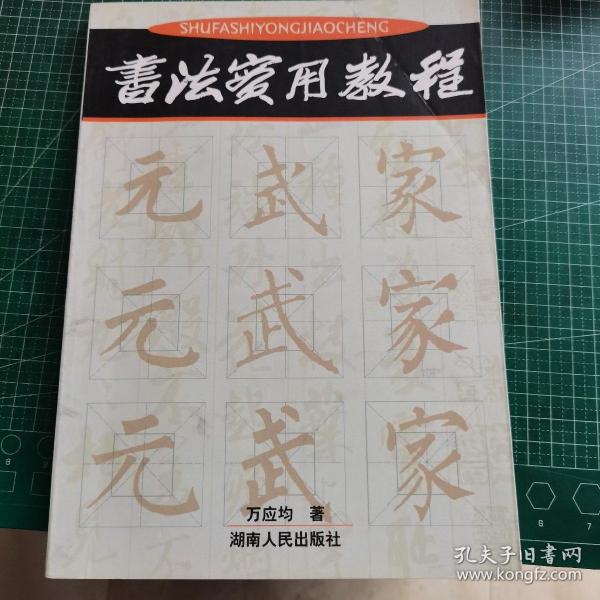 SHUFASHIYONGJIAOCHENG
書法实用教程
元 武 家
元 武 家
元 武 家
万应均 著
湖南人民出版社
孔夫子旧书网
www.kongfz.com